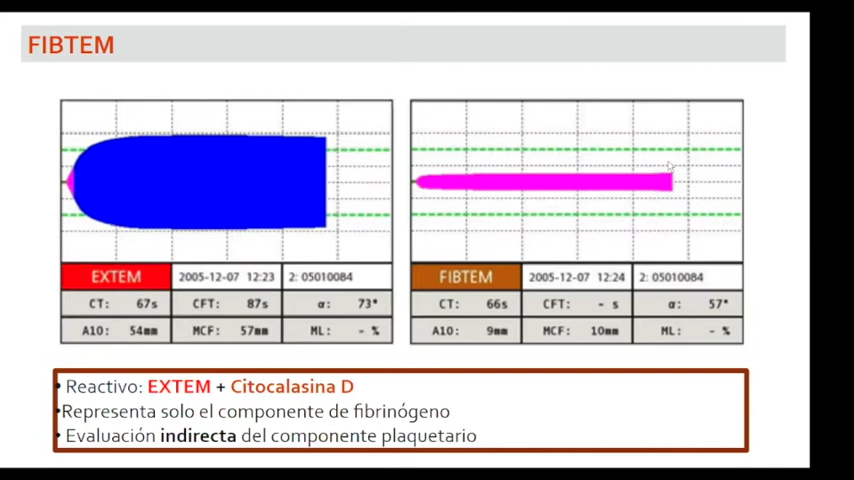 FIBTEM
EXTEM 2005-12-07 12:23 2: 05010084
CT: 67s CFT: 87s α: 73°
A10: 54mm MCF: 57mm ML: - %
FIBTEM 2005-12-07 12:24 2: 05010084
CT: 66s CFT: - s α: 57°
A10: 9mm MCF: 10mm ML: - %
• Reactivo: EXTEM + Citocalasina D
•Representa solo el componente de fibrinógeno
• Evaluación indirecta del componente plaquetario